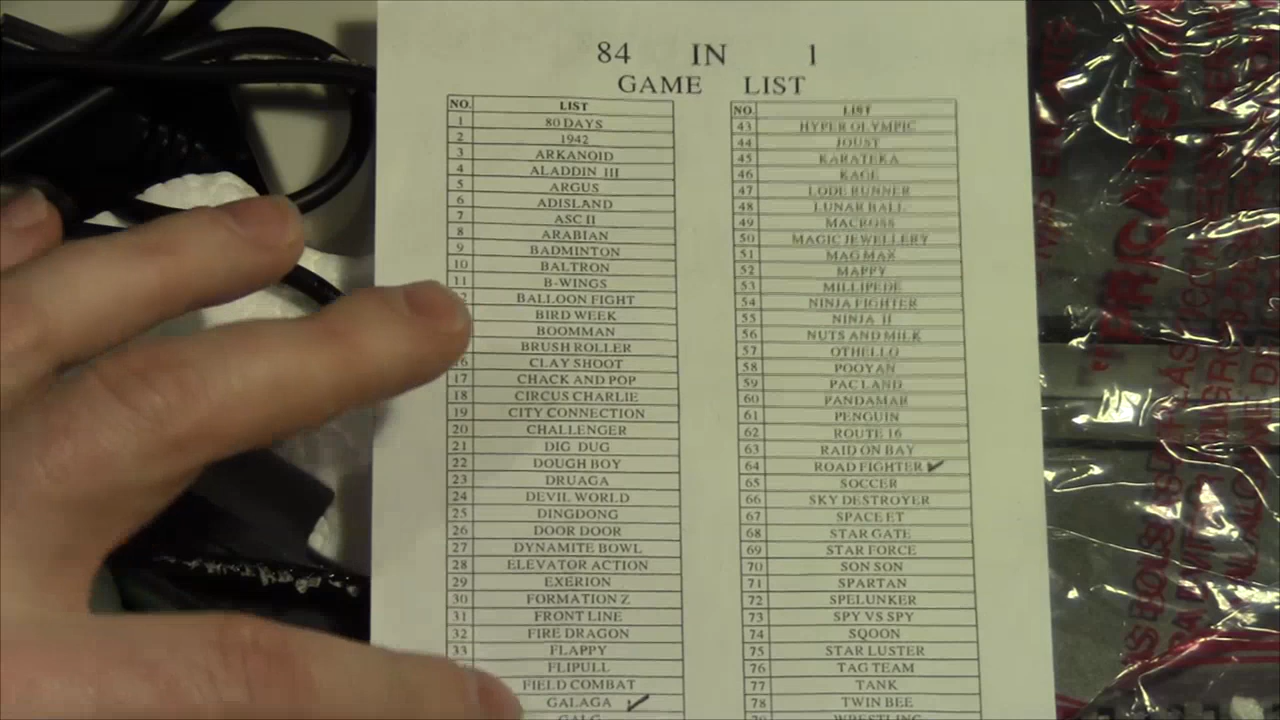 84 IN 1
GAME LIST
NO. LIST
1 80 DAYS
2 1942
3 ARKANOID
4 ALADDIN III
5 ARGUS
6 ADISLAND
7 ASC II
8 ARABIAN
9 BADMINTON
10 BALTRON
11 B-WINGS
BALLOON FIGHT
BIRD WEEK
BOOMMAN
BRUSH ROLLER
CLAY SHOOT
17 CHACK AND POP
18 CIRCUS CHARLIE
19 CITY CONNECTION
20 CHALLENGER
21 DIG DUG
22 DOUGH BOY
23 DRUAGA
24 DEVIL WORLD
25 DINGDONG
26 DOOR DOOR
27 DYNAMITE BOWL
28 ELEVATOR ACTION
29 EXERION
30 FORMATION Z
31 FRONT LINE
32 FIRE DRAGON
33 FLAPPY
FLIPULL
FIELD COMBAT
GALAGA ✓
NO. LIST
43 HYPER OLYMPIC
44 JOUST
45 KARATEKA
46 KAGE
47 LODE RUNNER
48 LUNAR BALL
49 MACROSS
50 MAGIC JEWELLERY
51 MAG MAX
52 MAPPY
53 MILLIPEDE
54 NINJA FIGHTER
55 NINJA II
56 NUTS AND MILK
57 OTHELLO
58 POOYAN
59 PAC LAND
60 PANDAMAR
61 PENGUIN
62 ROUTE 16
63 RAID ON BAY
64 ROAD FIGHTER ✓
65 SOCCER
66 SKY DESTROYER
67 SPACE ET
68 STAR GATE
69 STAR FORCE
70 SON SON
71 SPARTAN
72 SPELUNKER
73 SPY VS SPY
74 SQOON
75 STAR LUSTER
76 TAG TEAM
77 TANK
78 TWIN BEE
WRESTLING